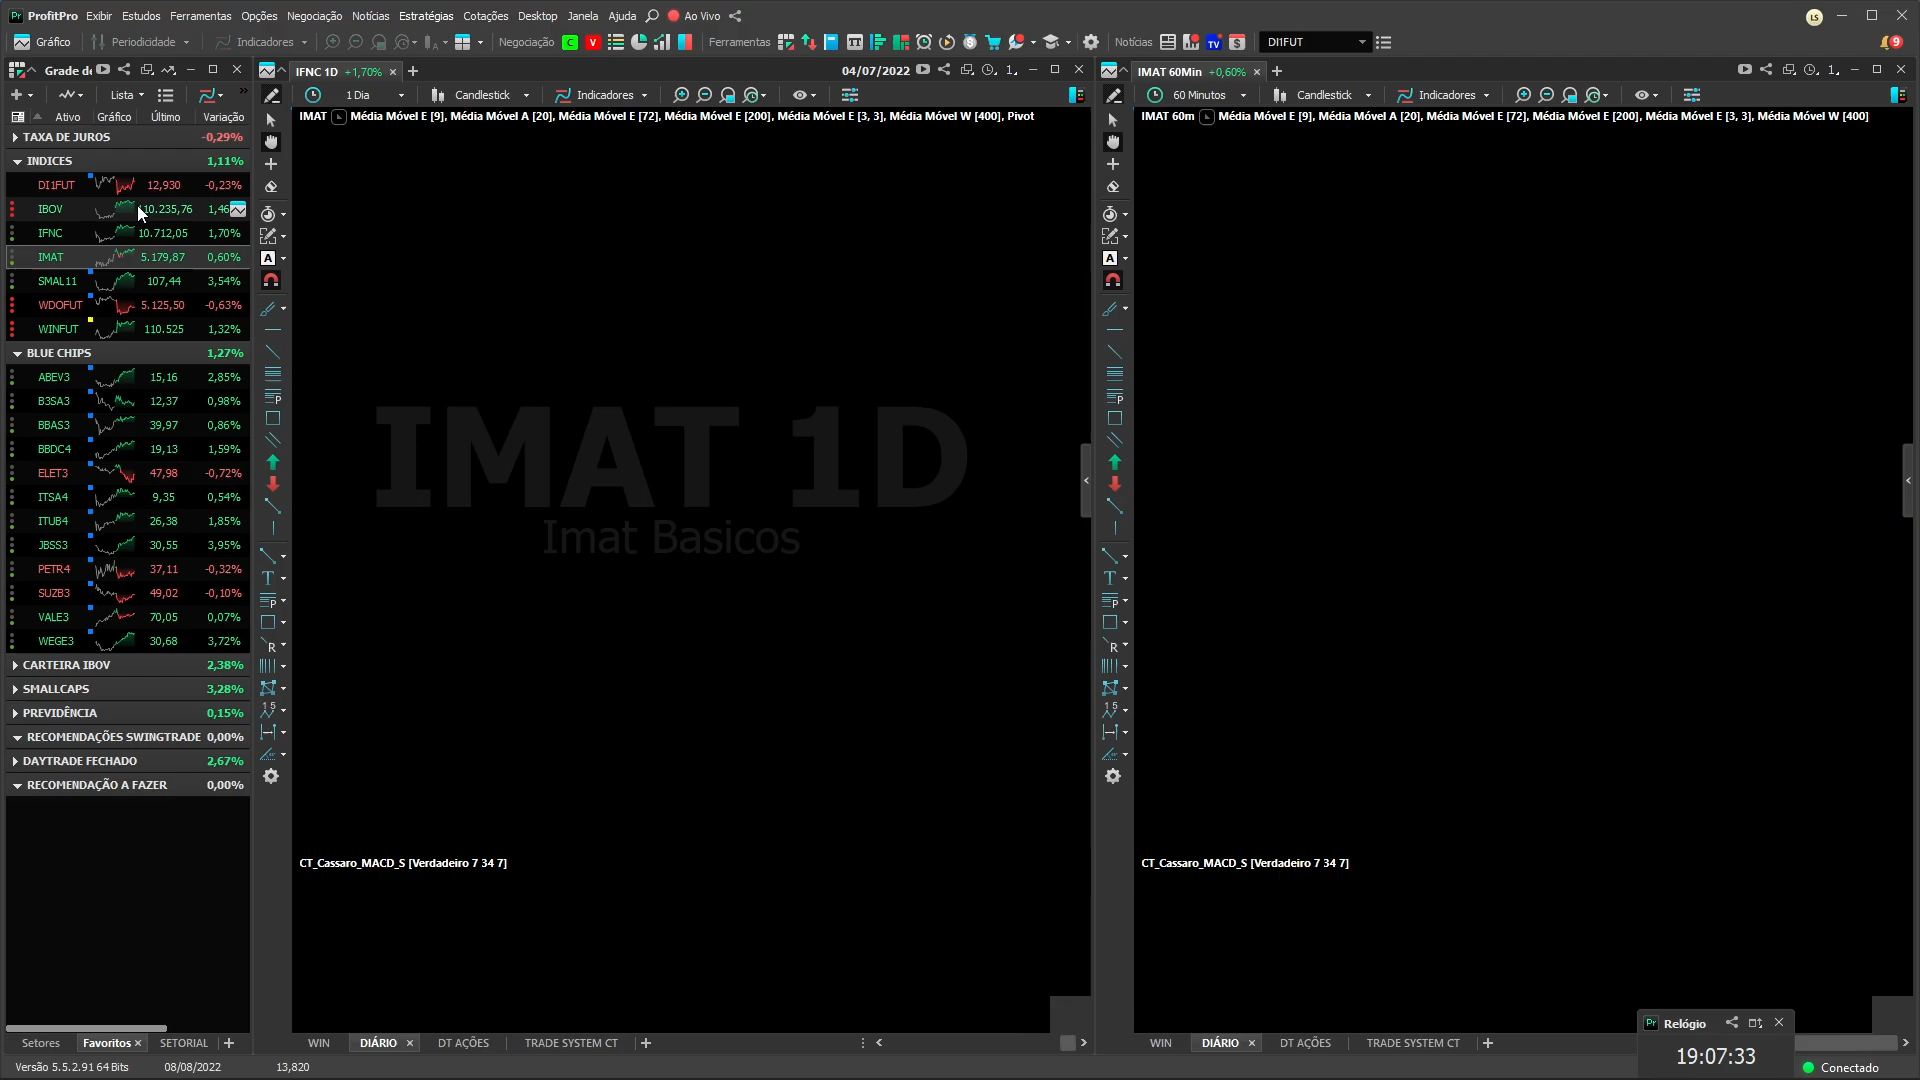 ProfitPro Exibir Estudos Ferramentas Opções Negociação Notícias Estratégias Cotações Desktop Janela Ajuda Ao Vivo LS
Gráfico Periodicidade Indicadores Negociação C V Ferramentas Notícias DI1FUT 9
Grade de
Lista
Ativo Gráfico Último Variação
TAXA DE JUROS -0,29%
INDICES 1,11%
DI1FUT 12,930 -0,23%
IBOV 10.235,76 1,46
IFNC 10.712,05 1,70%
IMAT 5.179,87 0,60%
SMAL11 107,44 3,54%
WDOFUT 5.125,50 -0,63%
WINFUT 110.525 1,32%
BLUE CHIPS 1,27%
ABEV3 15,16 2,85%
B3SA3 12,37 0,98%
BBAS3 39,97 0,86%
BBDC4 19,13 1,59%
ELET3 47,98 -0,72%
ITSA4 9,35 0,54%
ITUB4 26,38 1,85%
JBSS3 30,55 3,95%
PETR4 37,11 -0,32%
SUZB3 49,02 -0,10%
VALE3 70,05 0,07%
WEGE3 30,68 3,72%
CARTEIRA IBOV 2,38%
SMALLCAPS 3,28%
PREVIDÊNCIA 0,15%
RECOMENDAÇÕES SWINGTRADE 0,00%
DAYTRADE FECHADO 2,67%
RECOMENDAÇÃO A FAZER 0,00%
Setores Favoritos SETORIAL
IFNC 1D +1,70% 04/07/2022
1 Dia Candlestick Indicadores
IMAT Média Móvel E [9], Média Móvel A [20], Média Móvel E [72], Média Móvel E [200], Média Móvel E [3, 3], Média Móvel W [400], Pivot
IMAT 1D
Imat Basicos
CT_Cassaro_MACD_S [Verdadeiro 7 34 7]
WIN DIÁRIO DT AÇÕES TRADE SYSTEM CT
IMAT 60Min +0,60%
60 Minutos Candlestick Indicadores
IMAT 60m Média Móvel E [9], Média Móvel A [20], Média Móvel E [72], Média Móvel E [200], Média Móvel E [3, 3], Média Móvel W [400]
CT_Cassaro_MACD_S [Verdadeiro 7 34 7]
WIN DIÁRIO DT AÇÕES TRADE SYSTEM CT
Relógio
19:07:33
Versão 5.5.2.91 64 Bits 08/08/2022 13,820 Conectado